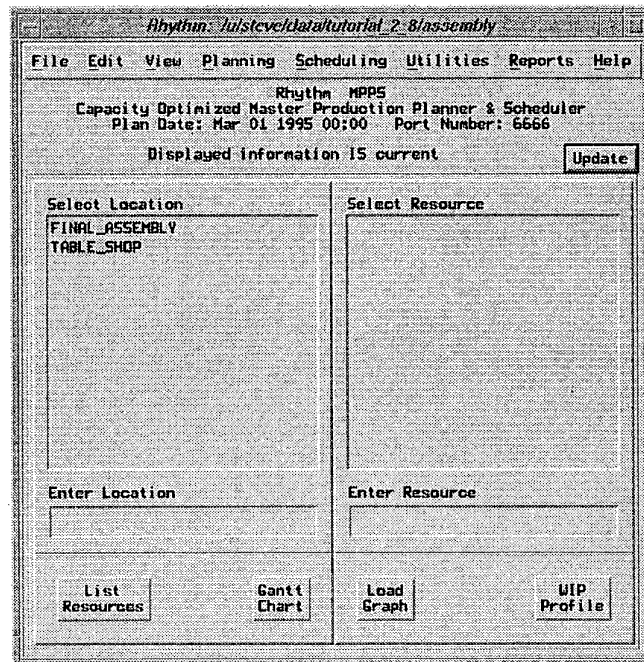 Rhythm: /u/steve/data/tutorial_2_8/assembly
File Edit View Planning Scheduling Utilities Reports Help
Rhythm MPPS
Capacity Optimized Master Production Planner & Scheduler
Plan Date: Mar 01 1995 00:00 Port Number: 6666
Displayed information IS current
Update
Select Location
FINAL_ASSEMBLY
TABLE_SHOP
Select Resource
Enter Location
Enter Resource
List
Resources
Gantt
Chart
Load
Graph
WIP
Profile